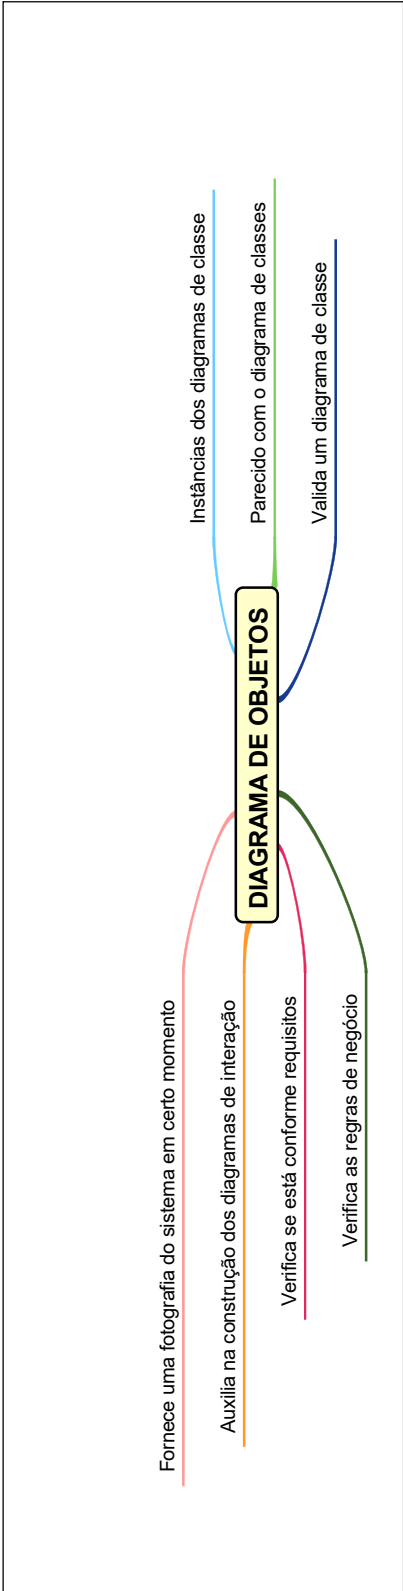 Fornece uma fotografia do sistema em certo momento
Auxilia na construção dos diagramas de interação
Verifica se está conforme requisitos
Verifica as regras de negócio
DIAGRAMA DE OBJETOS
Instâncias dos diagramas de classe
Parecido com o diagrama de classes
Valida um diagrama de classe